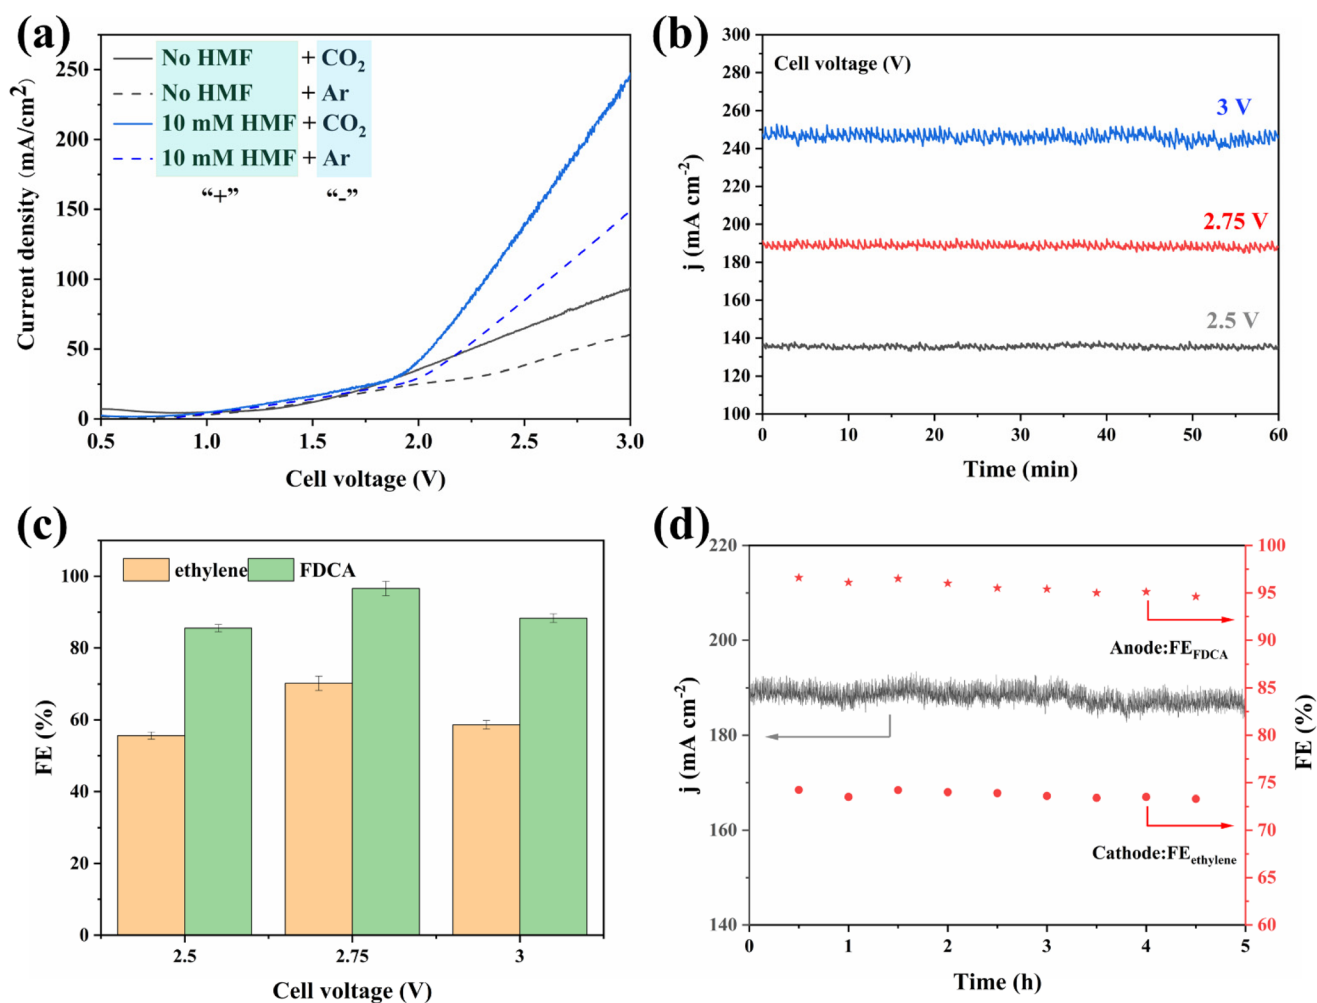 (a)
Current density (mA/cm²)
250
200
150
100
50
0
No HMF + CO₂
No HMF + Ar
10 mM HMF + CO₂
10 mM HMF + Ar
“+” “-”
0.5 1.0 1.5 2.0 2.5 3.0
Cell voltage (V)
(b)
j (mA cm⁻²)
300
280
260
240
220
200
180
160
140
120
100
Cell voltage (V)
3 V
2.75 V
2.5 V
0 10 20 30 40 50 60
Time (min)
(c)
FE (%)
100
80
60
40
20
0
ethylene FDCA
2.5 2.75 3
Cell voltage (V)
(d)
j (mA cm⁻²)
220
200
180
160
140
Anode:FE_FDCA
Cathode:FE_ethylene
100
95
90
85
80
75
70
65
60
FE (%)
0 1 2 3 4 5
Time (h)